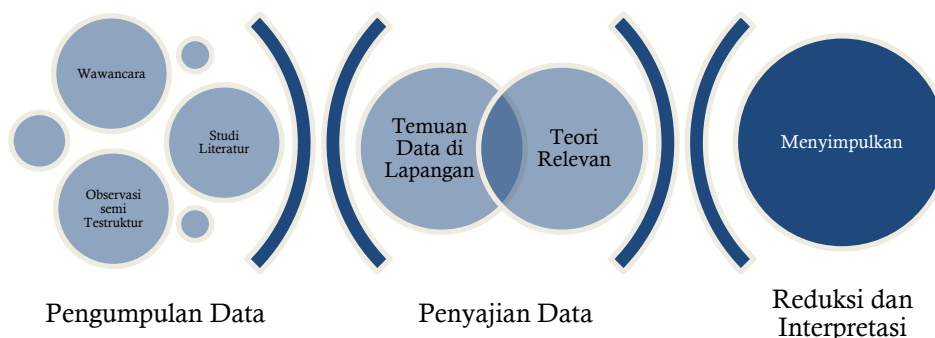 Wawancara
Studi
Literatur
Observasi
semi
Testruktur
Pengumpulan Data
Temuan
Data di
Lapangan
Teori
Relevan
Penyajian Data
Menyimpulkan
Reduksi dan
Interpretasi